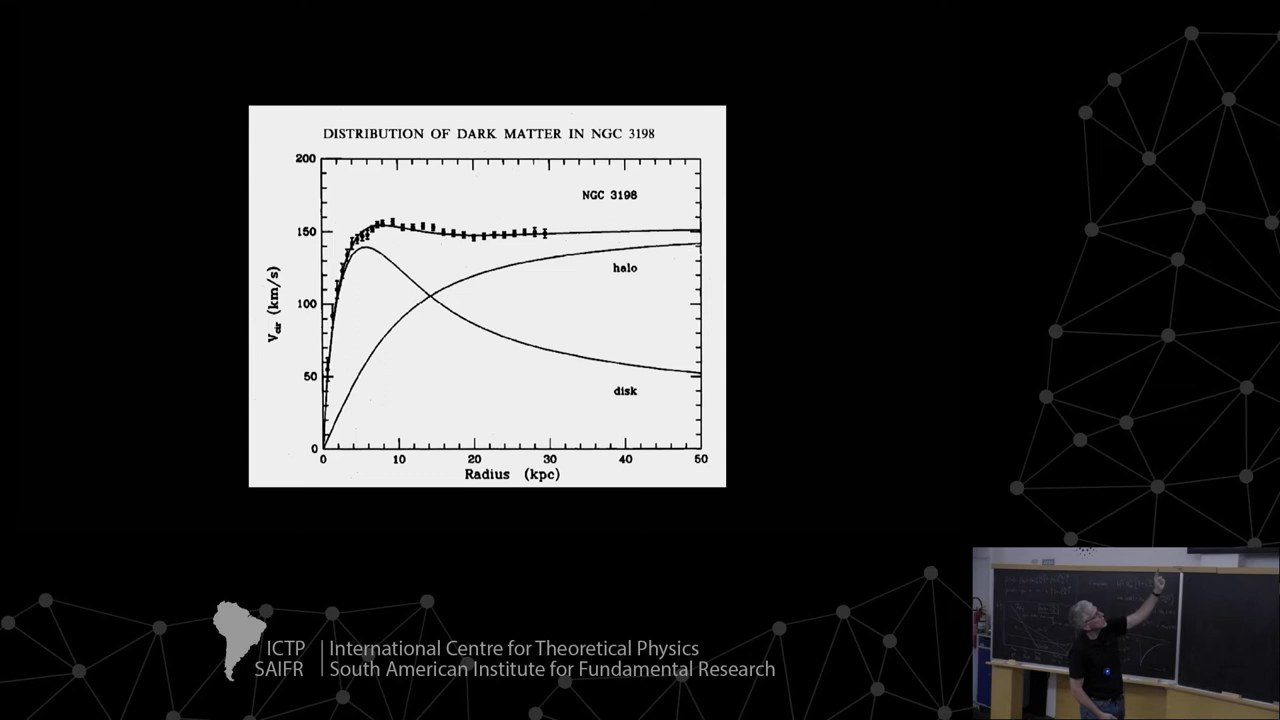 DISTRIBUTION OF DARK MATTER IN NGC 3198
200
NGC 3198
150
halo
100
V_cir (km/s)
50
disk
0
0 10 20 30 40 50
Radius (kpc)
ICTP | International Centre for Theoretical Physics
SAIFR | South American Institute for Fundamental Research